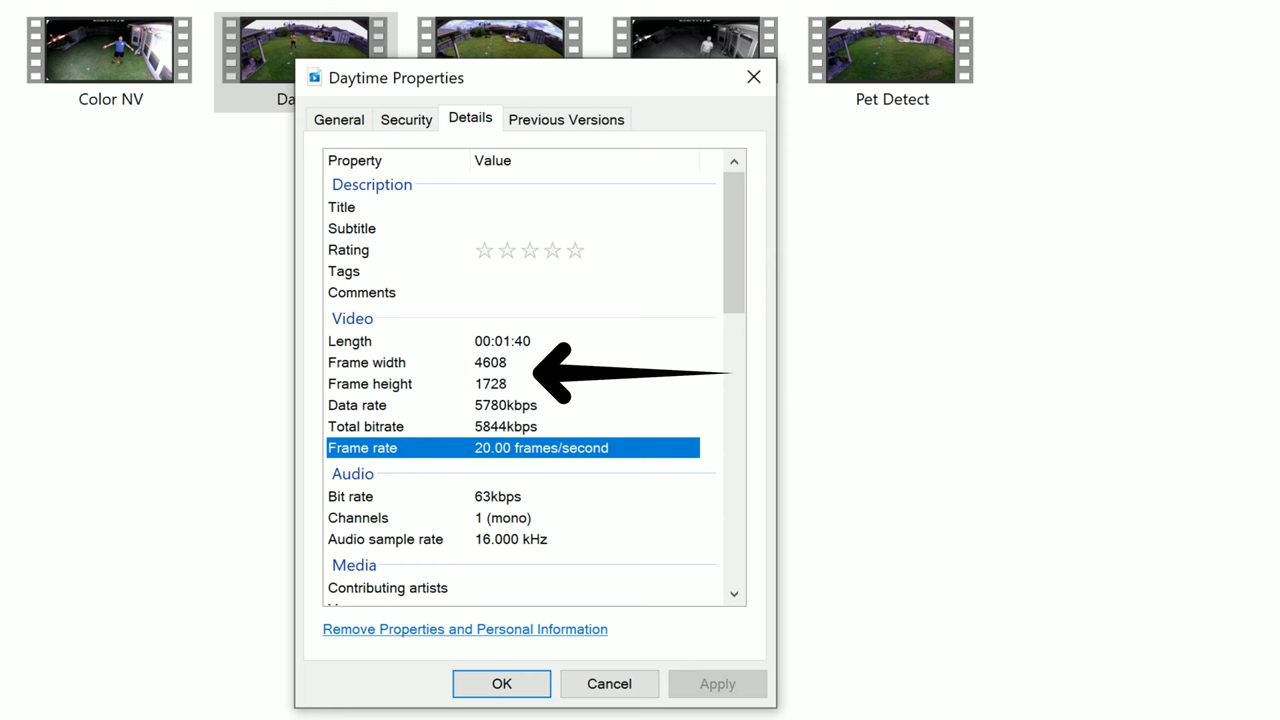 Color NV
Da
Pet Detect
Daytime Properties
General Security Details Previous Versions
Property Value
Description
Title
Subtitle
Rating
Tags
Comments
Video
Length 00:01:40
Frame width 4608
Frame height 1728
Data rate 5780kbps
Total bitrate 5844kbps
Frame rate 20.00 frames/second
Audio
Bit rate 63kbps
Channels 1 (mono)
Audio sample rate 16.000 kHz
Media
Contributing artists
Remove Properties and Personal Information
OK Cancel Apply